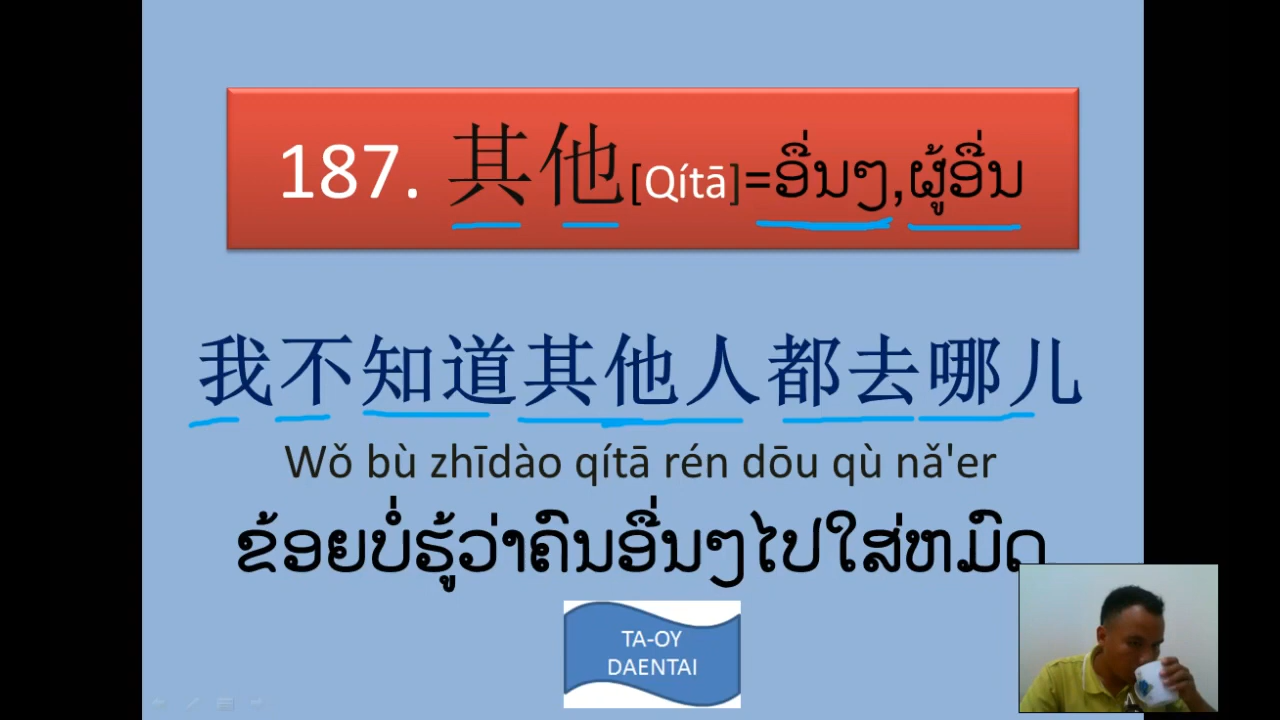 187. 其他[Qítā]=ອື່ນໆ,ຜູ້ອື່ນ
我不知道其他人都去哪儿
Wǒ bù zhīdào qítā rén dōu qù nǎ'er
ຂ້ອຍບໍ່ຮູ້ວ່າຄົນອື່ນໆໄປໃສ່ຫມົດ
TA-OY
DAENTAI